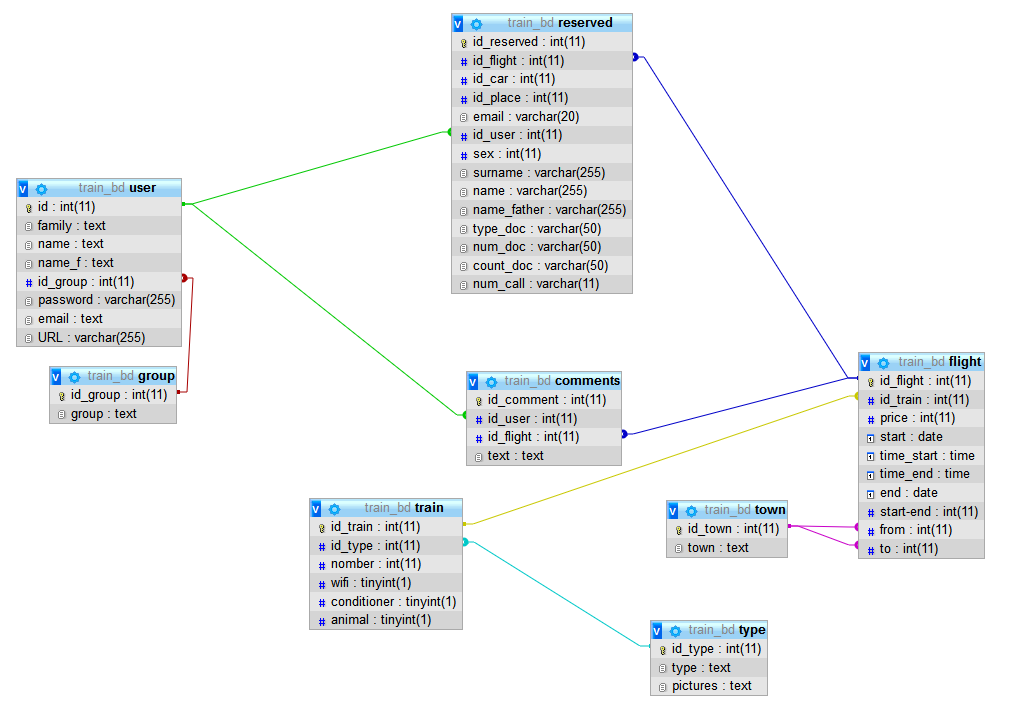 train_bd reserved
id_reserved : int(11)
id_flight : int(11)
id_car : int(11)
id_place : int(11)
email : varchar(20)
id_user : int(11)
sex : int(11)
surname : varchar(255)
name : varchar(255)
name_father : varchar(255)
type_doc : varchar(50)
num_doc : varchar(50)
count_doc : varchar(50)
num_call : varchar(11)
train_bd user
id : int(11)
family : text
name : text
name_f : text
id_group : int(11)
password : varchar(255)
email : text
URL : varchar(255)
train_bd group
id_group : int(11)
group : text
train_bd comments
id_comment : int(11)
id_user : int(11)
id_flight : int(11)
text : text
train_bd flight
id_flight : int(11)
id_train : int(11)
price : int(11)
start : date
time_start : time
time_end : time
end : date
start-end : int(11)
from : int(11)
to : int(11)
train_bd train
id_train : int(11)
id_type : int(11)
nomber : int(11)
wifi : tinyint(1)
conditioner : tinyint(1)
animal : tinyint(1)
train_bd town
id_town : int(11)
town : text
train_bd type
id_type : int(11)
type : text
pictures : text